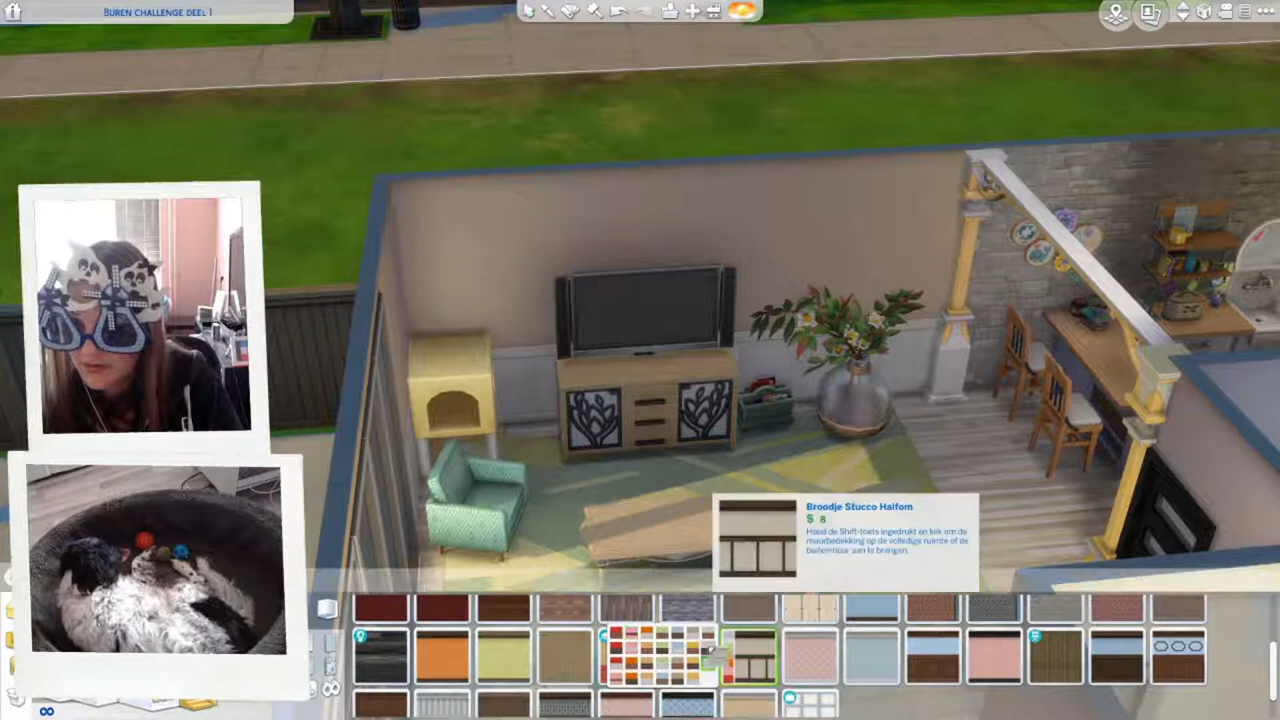 BUREN CHALLENGE DEEL 1
Broodje Stucco Halfom
$ 8
Houd de Shift-toets ingedrukt en klik om de
muurbedekking op de volledige ruimte of de
buitenmuur aan te brengen.